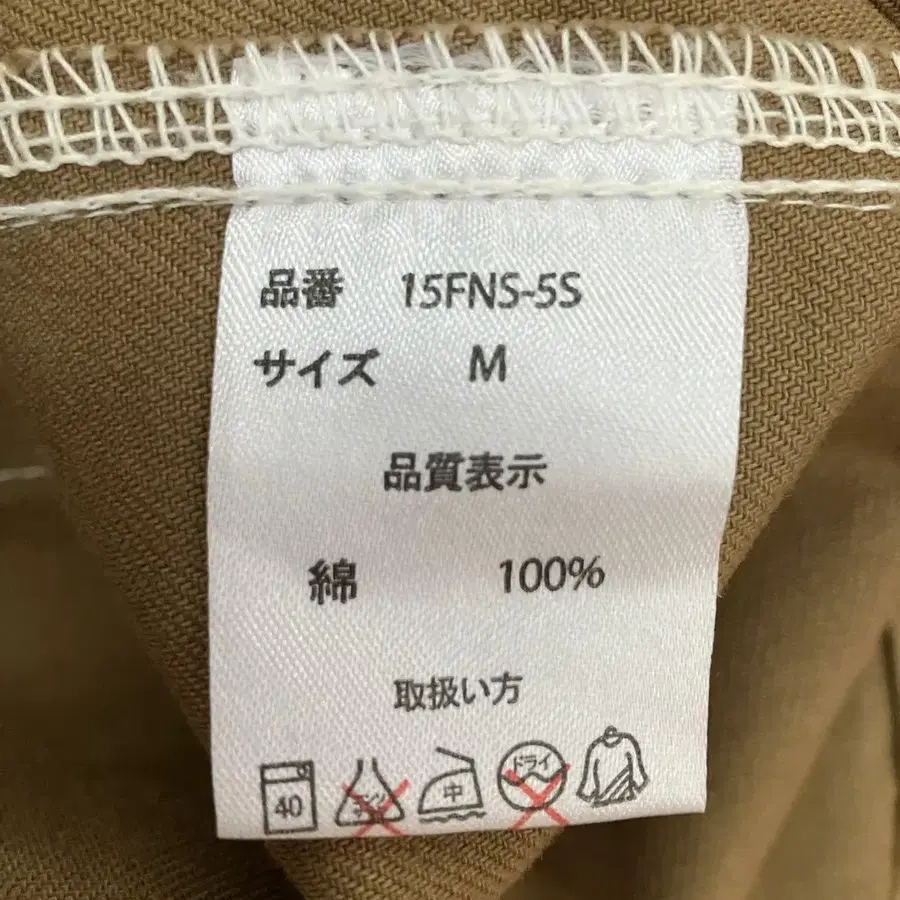 品番 15FNS-5S
サイズ M
品質表示
綿 100%
取扱い方
40 中 ドライ